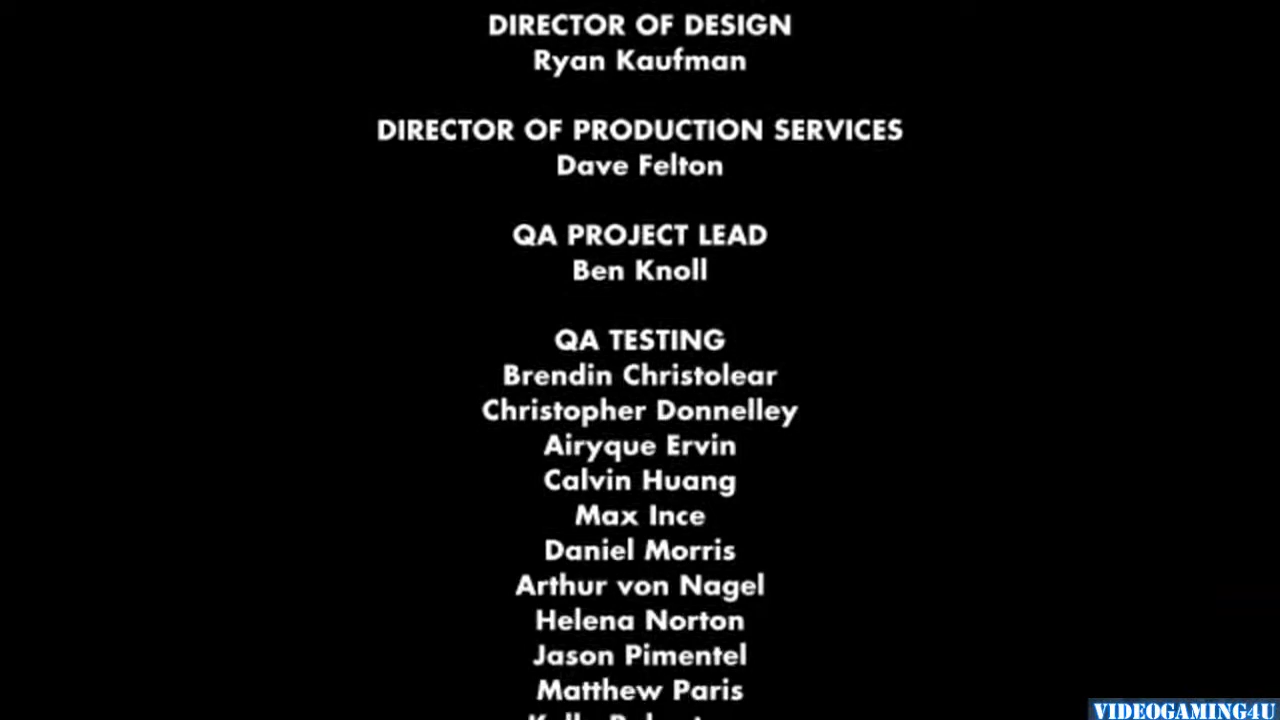 DIRECTOR OF DESIGN
Ryan Kaufman
DIRECTOR OF PRODUCTION SERVICES
Dave Felton
QA PROJECT LEAD
Ben Knoll
QA TESTING
Brendin Christolear
Christopher Donnelley
Airyque Ervin
Calvin Huang
Max Ince
Daniel Morris
Arthur von Nagel
Helena Norton
Jason Pimentel
Matthew Paris
VIDEOGAMING4U